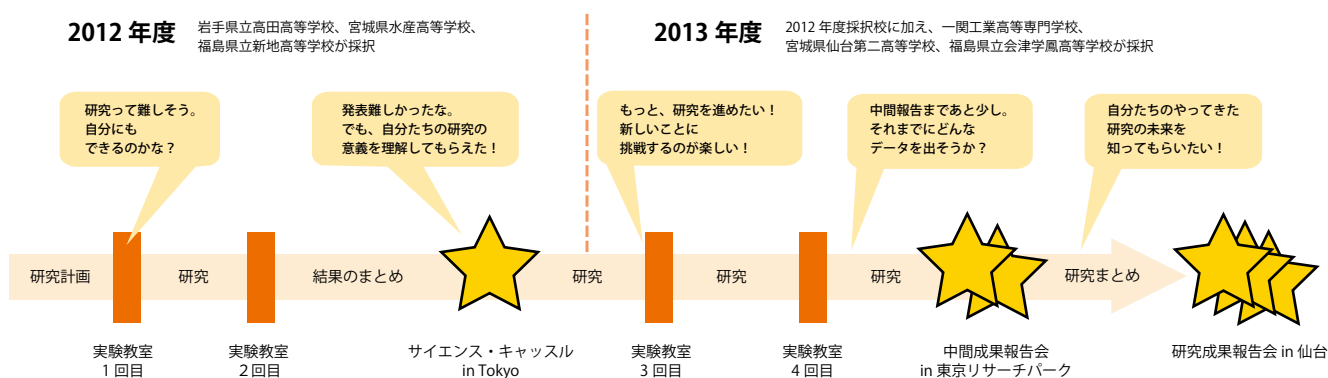 2012 年度
岩手県立高田高等学校、宮城県水産高等学校、
福島県立新地高等学校が採択
2013 年度
2012 年度採択校に加え、一関工業高等専門学校、
宮城県仙台第二高等学校、福島県立会津学鳳高等学校が採択
研究って難しそう。
自分にも
できるのかな？
発表難しかったな。
でも、自分たちの研究の
意義を理解してもらえた！
もっと、研究を進めたい！
新しいことに
挑戦するのが楽しい！
中間報告まであと少し。
それまでにどんな
データを出そうか？
自分たちのやってきた
研究の未来を
知ってもらいたい！
研究計画
研究
結果のまとめ
研究
研究
研究
研究まとめ
実験教室
1 回目
実験教室
２回目
サイエンス・キャッスル
in Tokyo
実験教室
3 回目
実験教室
4 回目
中間成果報告会
in 東京リサーチパーク
研究成果報告会 in 仙台